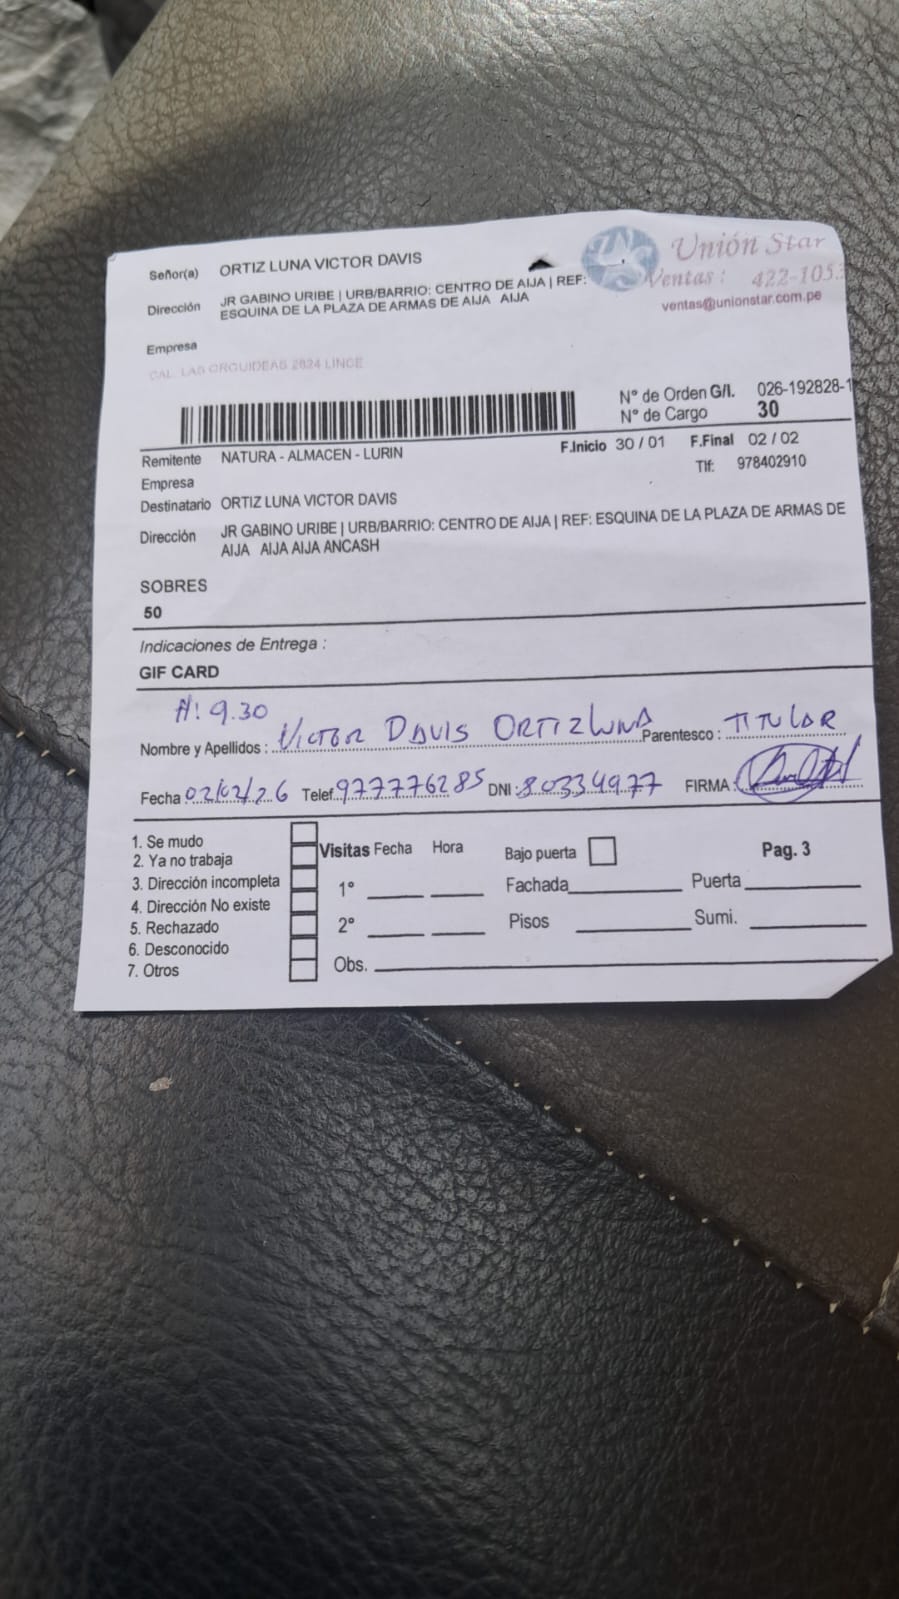 Señor(a) ORTIZ LUNA VICTOR DAVIS
Unión Star
Dirección JR GABINO URIBE | URB/BARRIO: CENTRO DE AIJA | REF:
ESQUINA DE LA PLAZA DE ARMAS DE AIJA AIJA
Ventas: 422-1053
ventas@unionstar.com.pe
Empresa
CAL. LAS ORQUIDEAS 2624 LINCE
N° de Orden G/I. 026-192828-1
N° de Cargo 30
Remitente NATURA - ALMACEN - LURIN
F.Inicio 30 / 01 F.Final 02 / 02
Empresa
Tlf: 978402910
Destinatario ORTIZ LUNA VICTOR DAVIS
Dirección JR GABINO URIBE | URB/BARRIO: CENTRO DE AIJA | REF: ESQUINA DE LA PLAZA DE ARMAS DE
AIJA AIJA AIJA ANCASH
SOBRES
50
Indicaciones de Entrega :
GIF CARD
H: 9.30
Nombre y Apellidos : VICTOR DAVIS ORTIZ LUNA Parentesco : TITULAR
Fecha 02/02/26 Telef. 977776285 DNI: 80334977 FIRMA:
1. Se mudo
2. Ya no trabaja
3. Dirección incompleta
4. Dirección No existe
5. Rechazado
6. Desconocido
7. Otros
Visitas Fecha Hora Bajo puerta Pag. 3
1° Fachada Puerta
2° Pisos Sumi.
Obs.